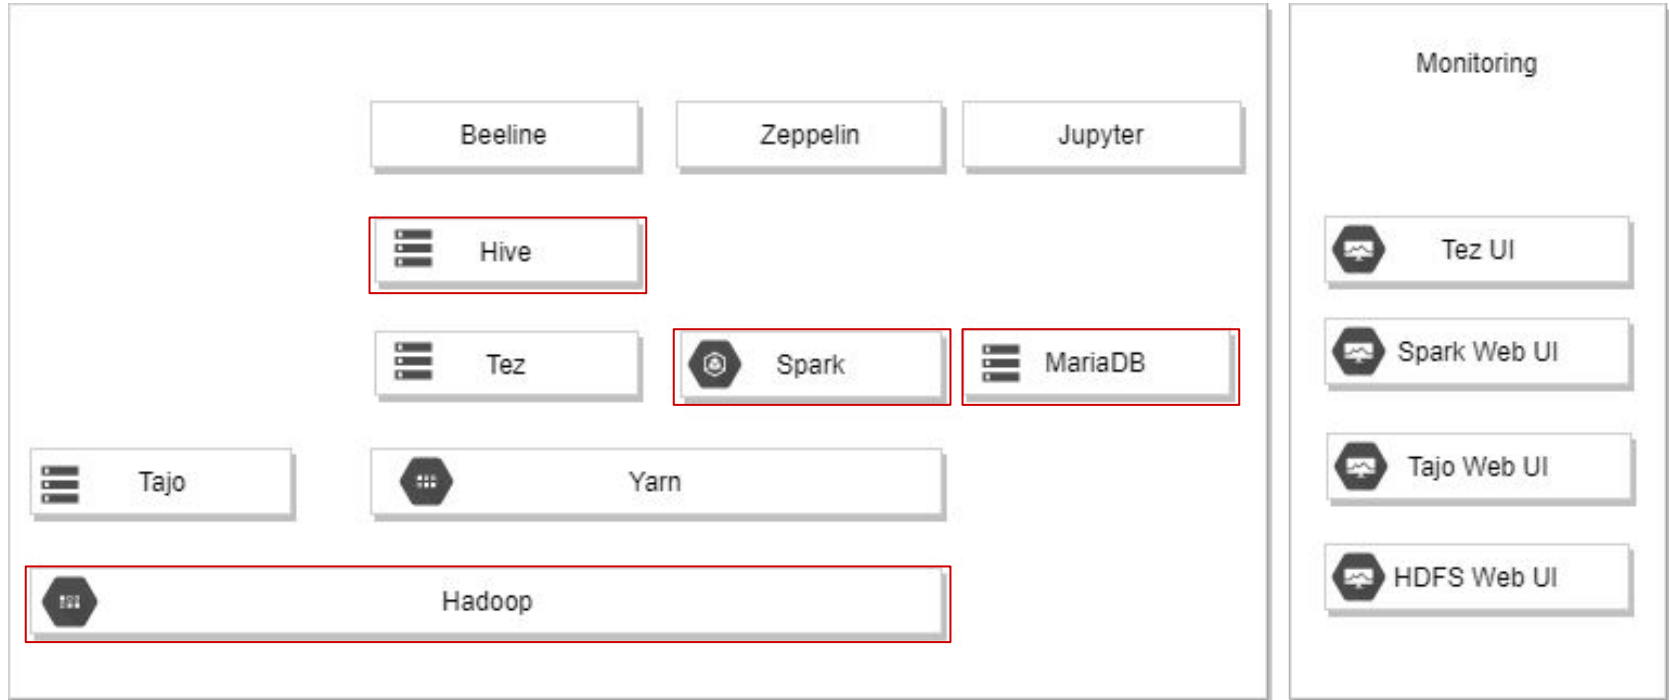 Monitoring
Beeline
Zeppelin
Jupyter
Hive
Tez UI
Tez
Spark
MariaDB
Spark Web UI
Tajo
Yarn
Tajo Web UI
Hadoop
HDFS Web UI